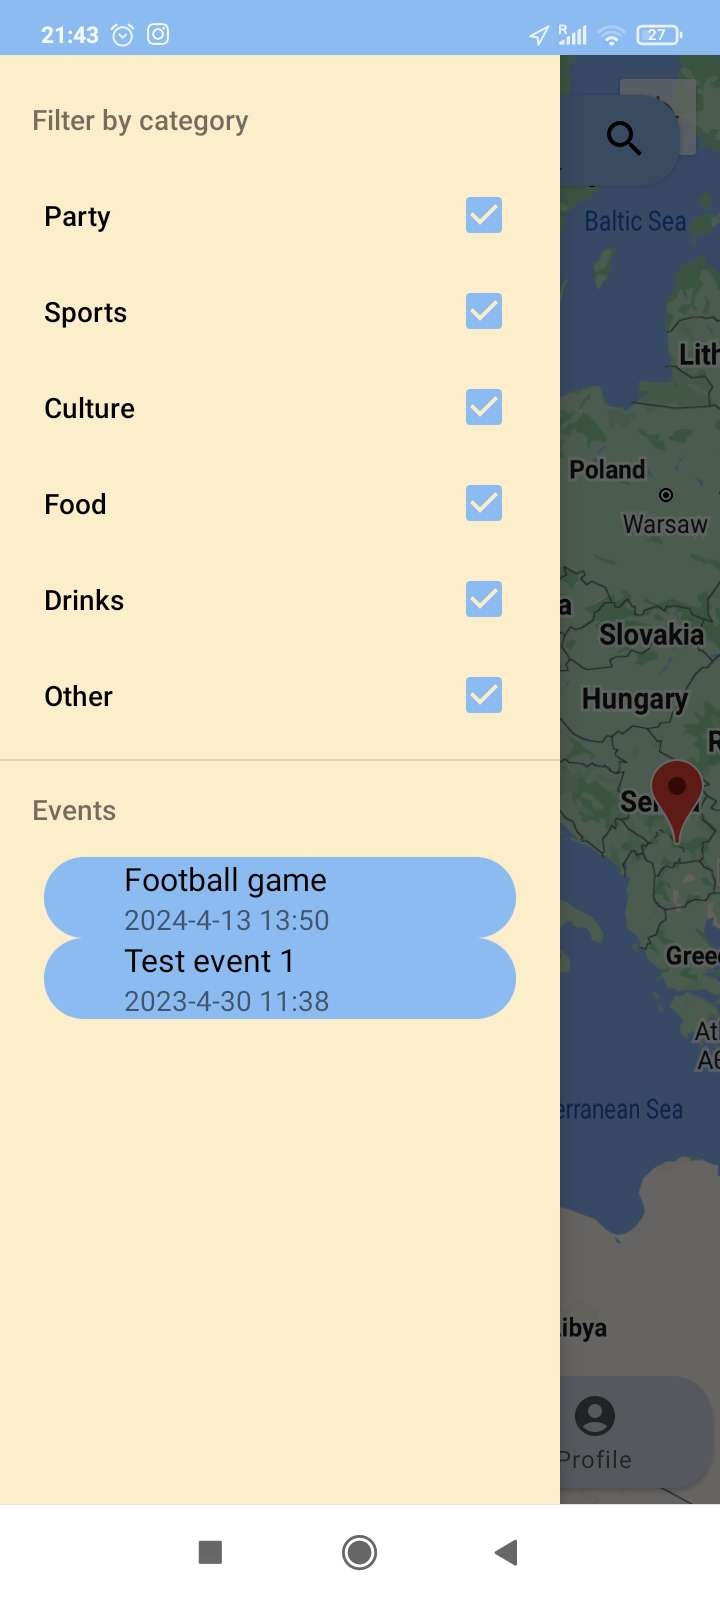 21:43
R
27
Filter by category
Party
Sports
Culture
Food
Drinks
Other
Events
Football game
2024-4-13 13:50
Test event 1
2023-4-30 11:38
Baltic Sea
Lith
Poland
Warsaw
a
Slovakia
Hungary
R
Se
Gree
At
Αθ
erranean Sea
ibya
Profile